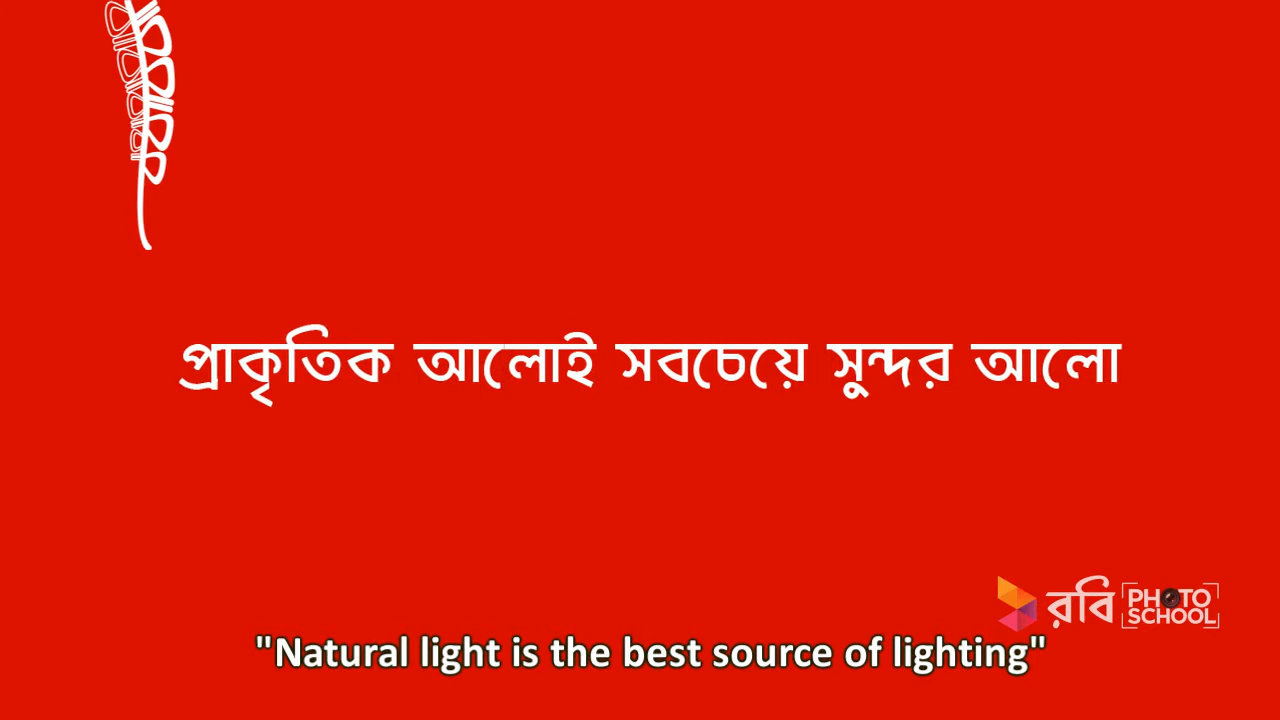 প্রাকৃতিক আলোই সবচেয়ে সুন্দর আলো
রবি PHOTO SCHOOL
"Natural light is the best source of lighting"